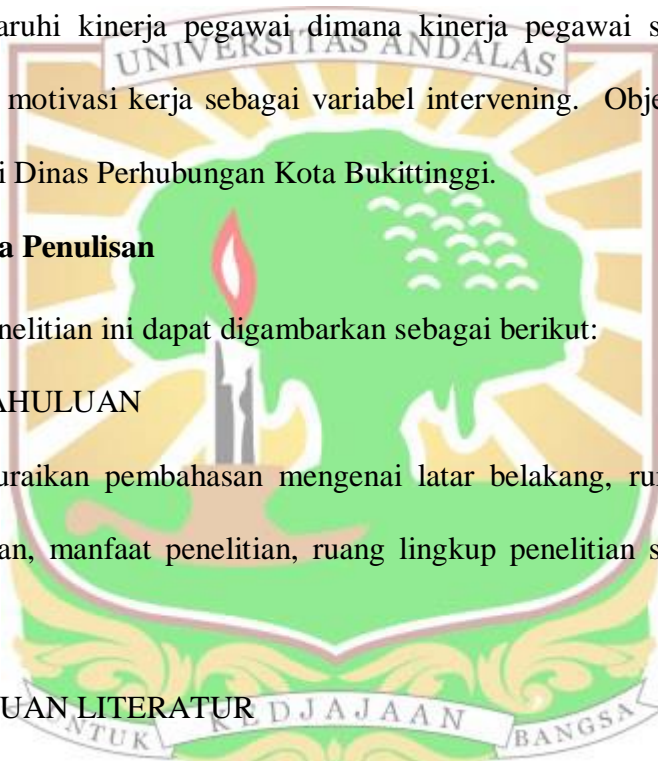 aruhi kinerja pegawai dimana kinerja pegawai s
UNIVERSITAS ANDALAS
motivasi kerja sebagai variabel intervening. Obje
i Dinas Perhubungan Kota Bukittinggi.
a Penulisan
nelitian ini dapat digambarkan sebagai berikut:
AHULUAN
uraikan pembahasan mengenai latar belakang, ru
an, manfaat penelitian, ruang lingkup penelitian s
UAN LITERATUR
UNTUK KEDJAJAAN BANGSA